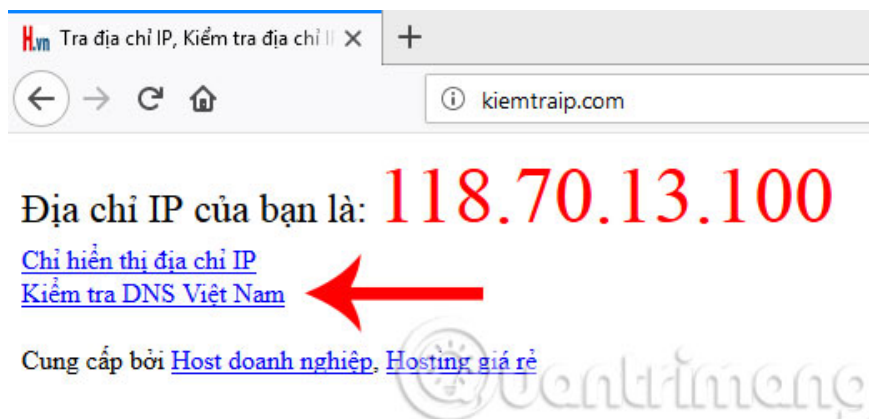 H.vn Tra địa chỉ IP, Kiểm tra địa chỉ I
kiemtraip.com
Địa chỉ IP của bạn là: 118.70.13.100
Chỉ hiển thị địa chỉ IP
Kiểm tra DNS Việt Nam
Cung cấp bởi Host doanh nghiệp, Hosting giá rẻ
Quantrimang